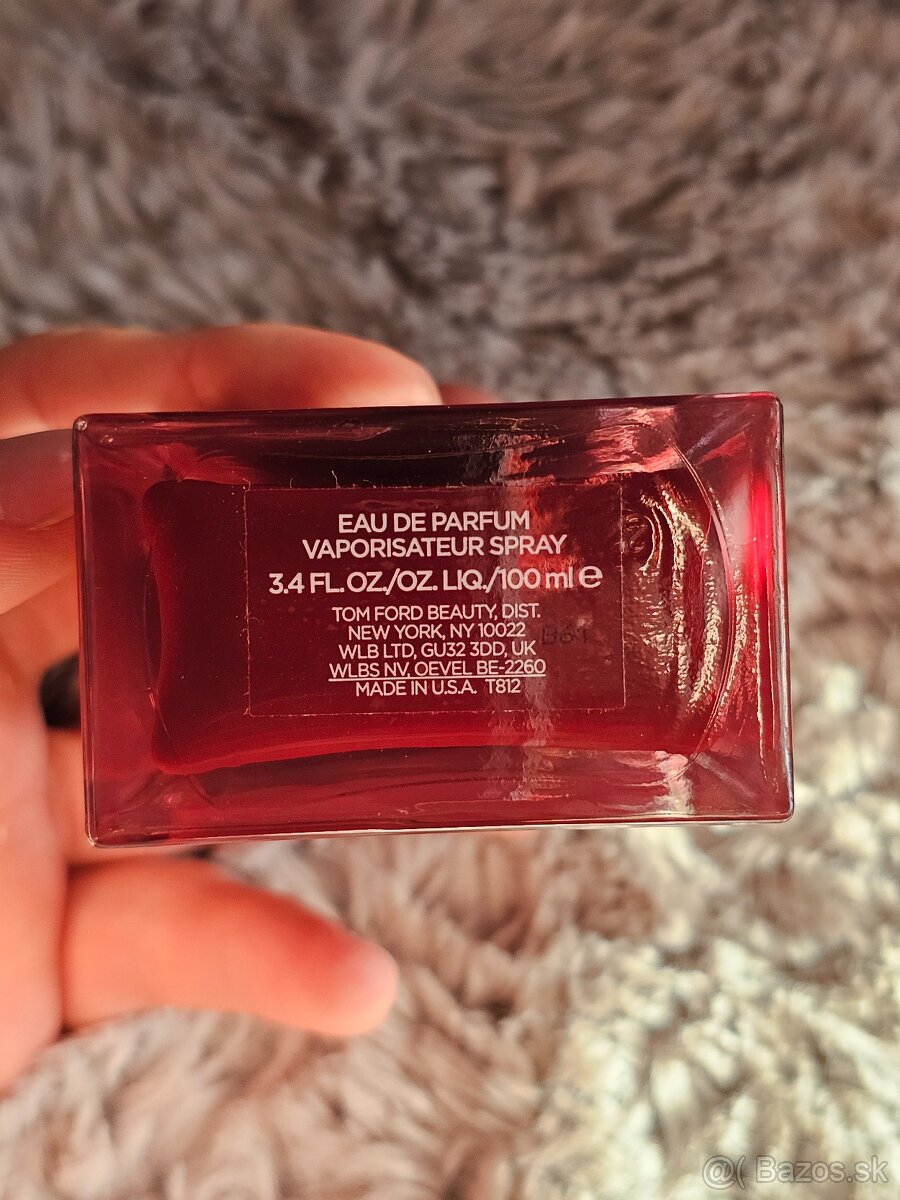 EAU DE PARFUM
VAPORISATEUR SPRAY
3.4 FL.OZ./OZ. LIQ./100 ml e
TOM FORD BEAUTY, DIST.
NEW YORK, NY 10022
WLB LTD, GU32 3DD, UK
WLBS NV, OEVEL BE-2260
MADE IN U.S.A. T812
@( Bazos.sk